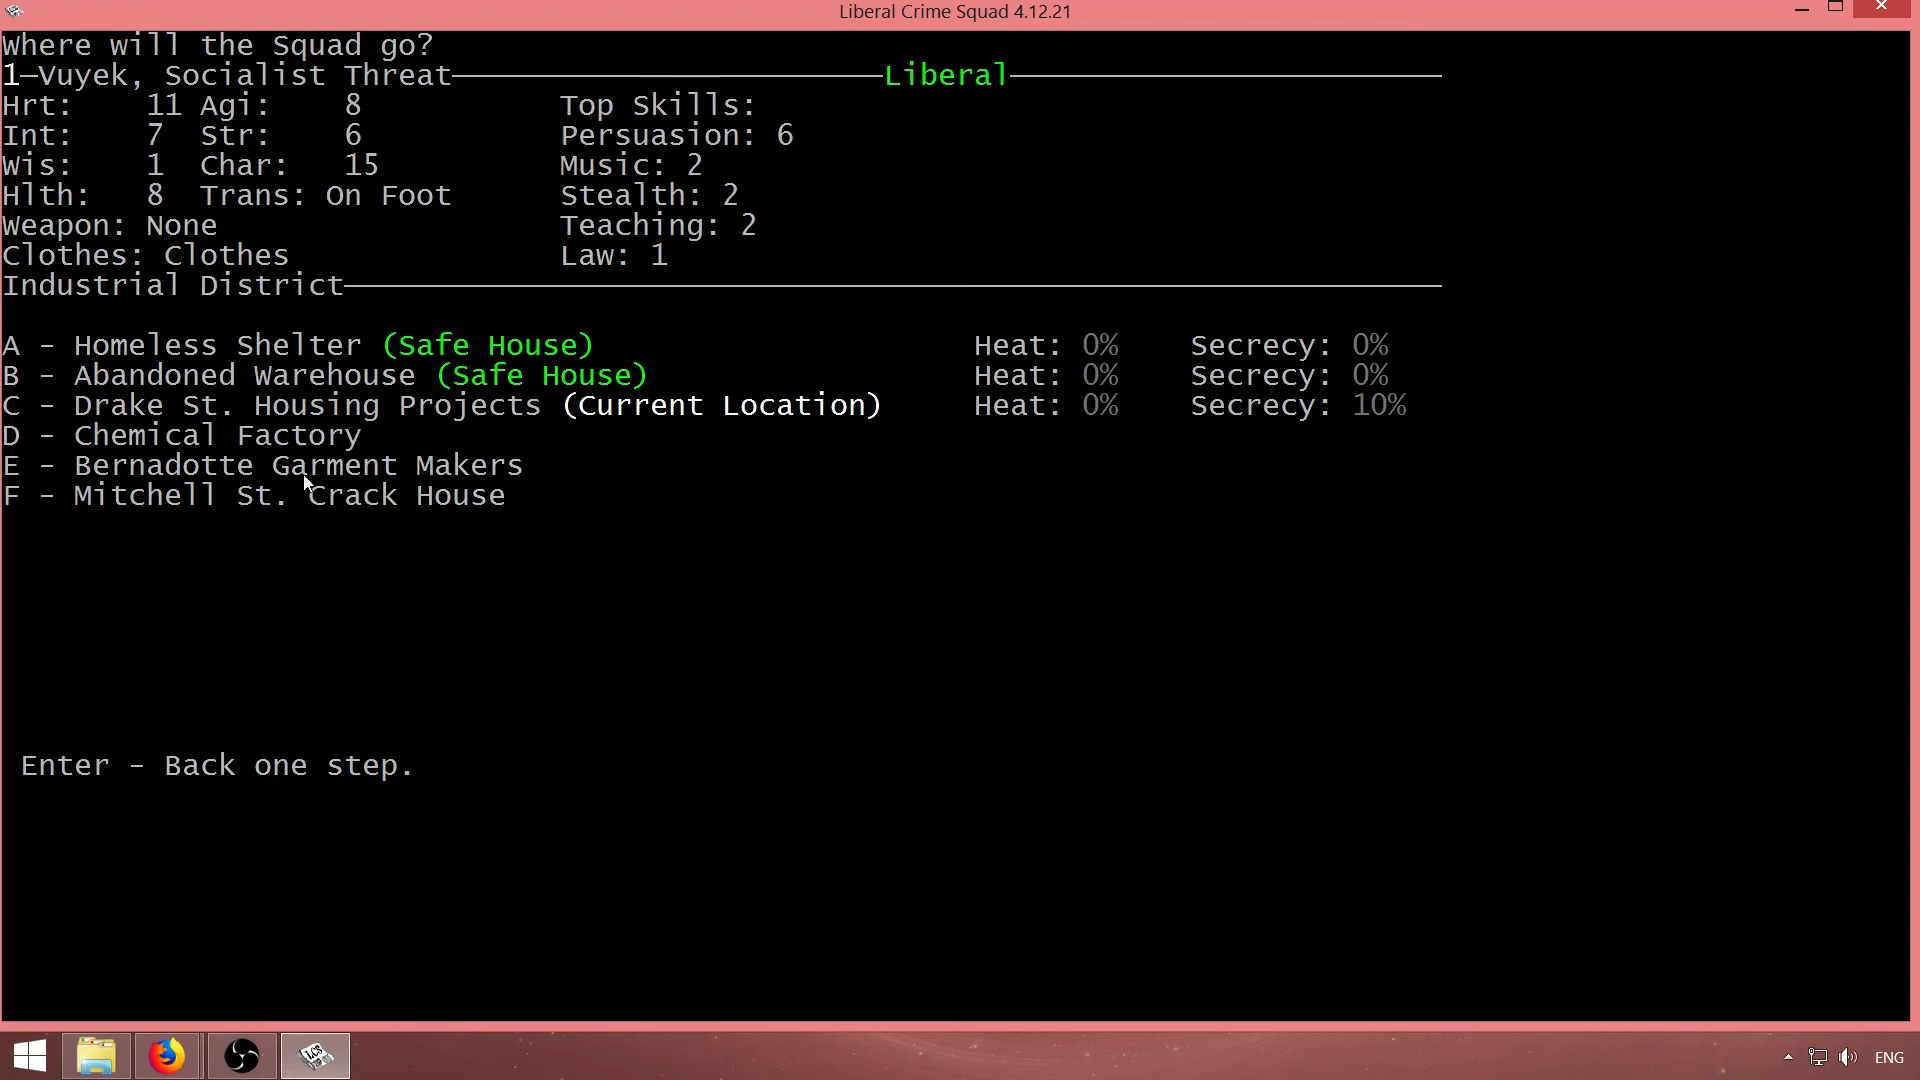 Liberal Crime Squad 4.12.21
Where will the Squad go?
1—Vuyek, Socialist Threat Liberal
Hrt: 11 Agi: 8 Top Skills:
Int: 7 Str: 6 Persuasion: 6
Wis: 1 Char: 15 Music: 2
Hlth: 8 Trans: On Foot Stealth: 2
Weapon: None Teaching: 2
Clothes: Clothes Law: 1
Industrial District
A - Homeless Shelter (Safe House) Heat: 0% Secrecy: 0%
B - Abandoned Warehouse (Safe House) Heat: 0% Secrecy: 0%
C - Drake St. Housing Projects (Current Location) Heat: 0% Secrecy: 10%
D - Chemical Factory
E - Bernadotte Garment Makers
F - Mitchell St. Crack House
Enter - Back one step.
LCS
ENG